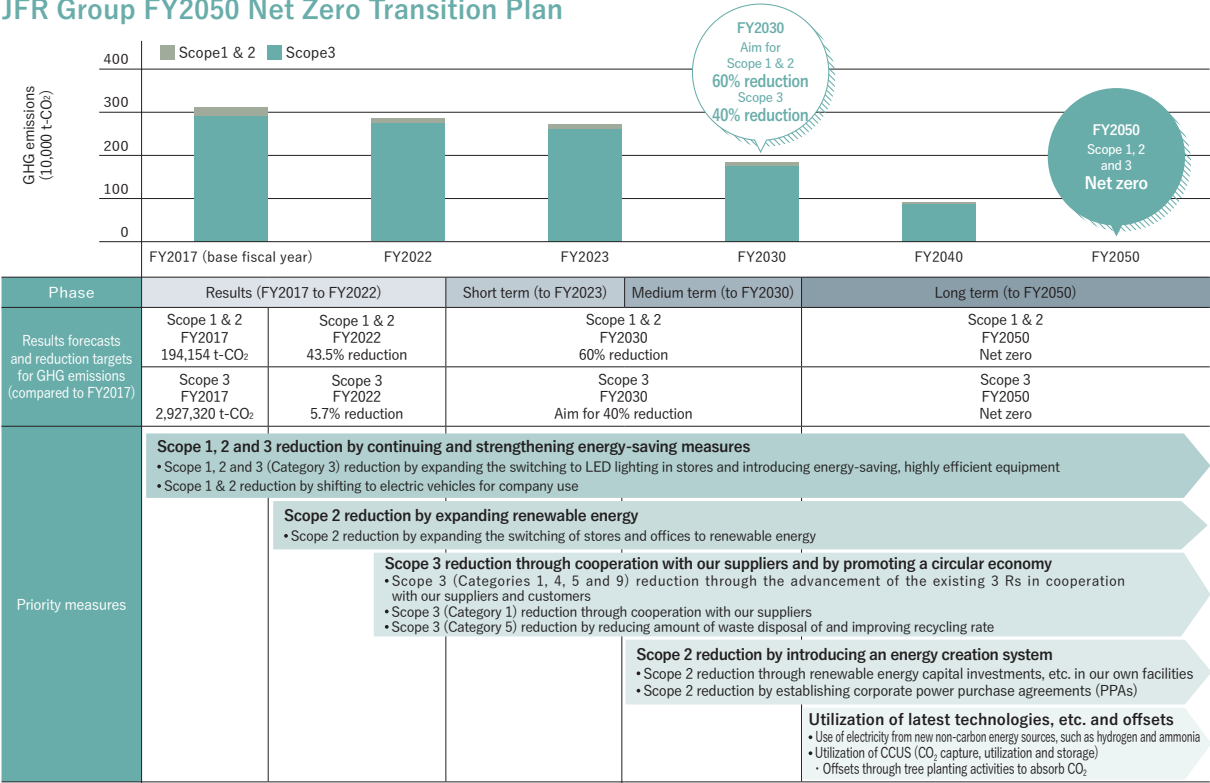 JFR Group FY2050 Net Zero Transition Plan
GHG emissions
(10,000 t-CO2)
Scope1 & 2 Scope3
400
300
200
100
0
FY2030
Aim for
Scope 1 & 2
60% reduction
Scope 3
40% reduction
FY2050
Scope 1, 2
and 3
Net zero
FY2017 (base fiscal year) FY2022 FY2023 FY2030 FY2040 FY2050
Phase Results (FY2017 to FY2022) Short term (to FY2023) Medium term (to FY2030) Long term (to FY2050)
Results forecasts
and reduction targets
for GHG emissions
(compared to FY2017)
Scope 1 & 2
FY2017
194,154 t-CO2
Scope 1 & 2
FY2022
43.5% reduction
Scope 1 & 2
FY2030
60% reduction
Scope 1 & 2
FY2050
Net zero
Scope 3
FY2017
2,927,320 t-CO2
Scope 3
FY2022
5.7% reduction
Scope 3
FY2030
Aim for 40% reduction
Scope 3
FY2050
Net zero
Priority measures
Scope 1, 2 and 3 reduction by continuing and strengthening energy-saving measures
• Scope 1, 2 and 3 (Category 3) reduction by expanding the switching to LED lighting in stores and introducing energy-saving, highly efficient equipment
• Scope 1 & 2 reduction by shifting to electric vehicles for company use
Scope 2 reduction by expanding renewable energy
• Scope 2 reduction by expanding the switching of stores and offices to renewable energy
Scope 3 reduction through cooperation with our suppliers and by promoting a circular economy
• Scope 3 (Categories 1, 4, 5 and 9) reduction through the advancement of the existing 3 Rs in cooperation
with our suppliers and customers
• Scope 3 (Category 1) reduction through cooperation with our suppliers
• Scope 3 (Category 5) reduction by reducing amount of waste disposal of and improving recycling rate
Scope 2 reduction by introducing an energy creation system
• Scope 2 reduction through renewable energy capital investments, etc. in our own facilities
• Scope 2 reduction by establishing corporate power purchase agreements (PPAs)
Utilization of latest technologies, etc. and offsets
• Use of electricity from new non-carbon energy sources, such as hydrogen and ammonia
• Utilization of CCUS (CO2 capture, utilization and storage)
・Offsets through tree planting activities to absorb CO2